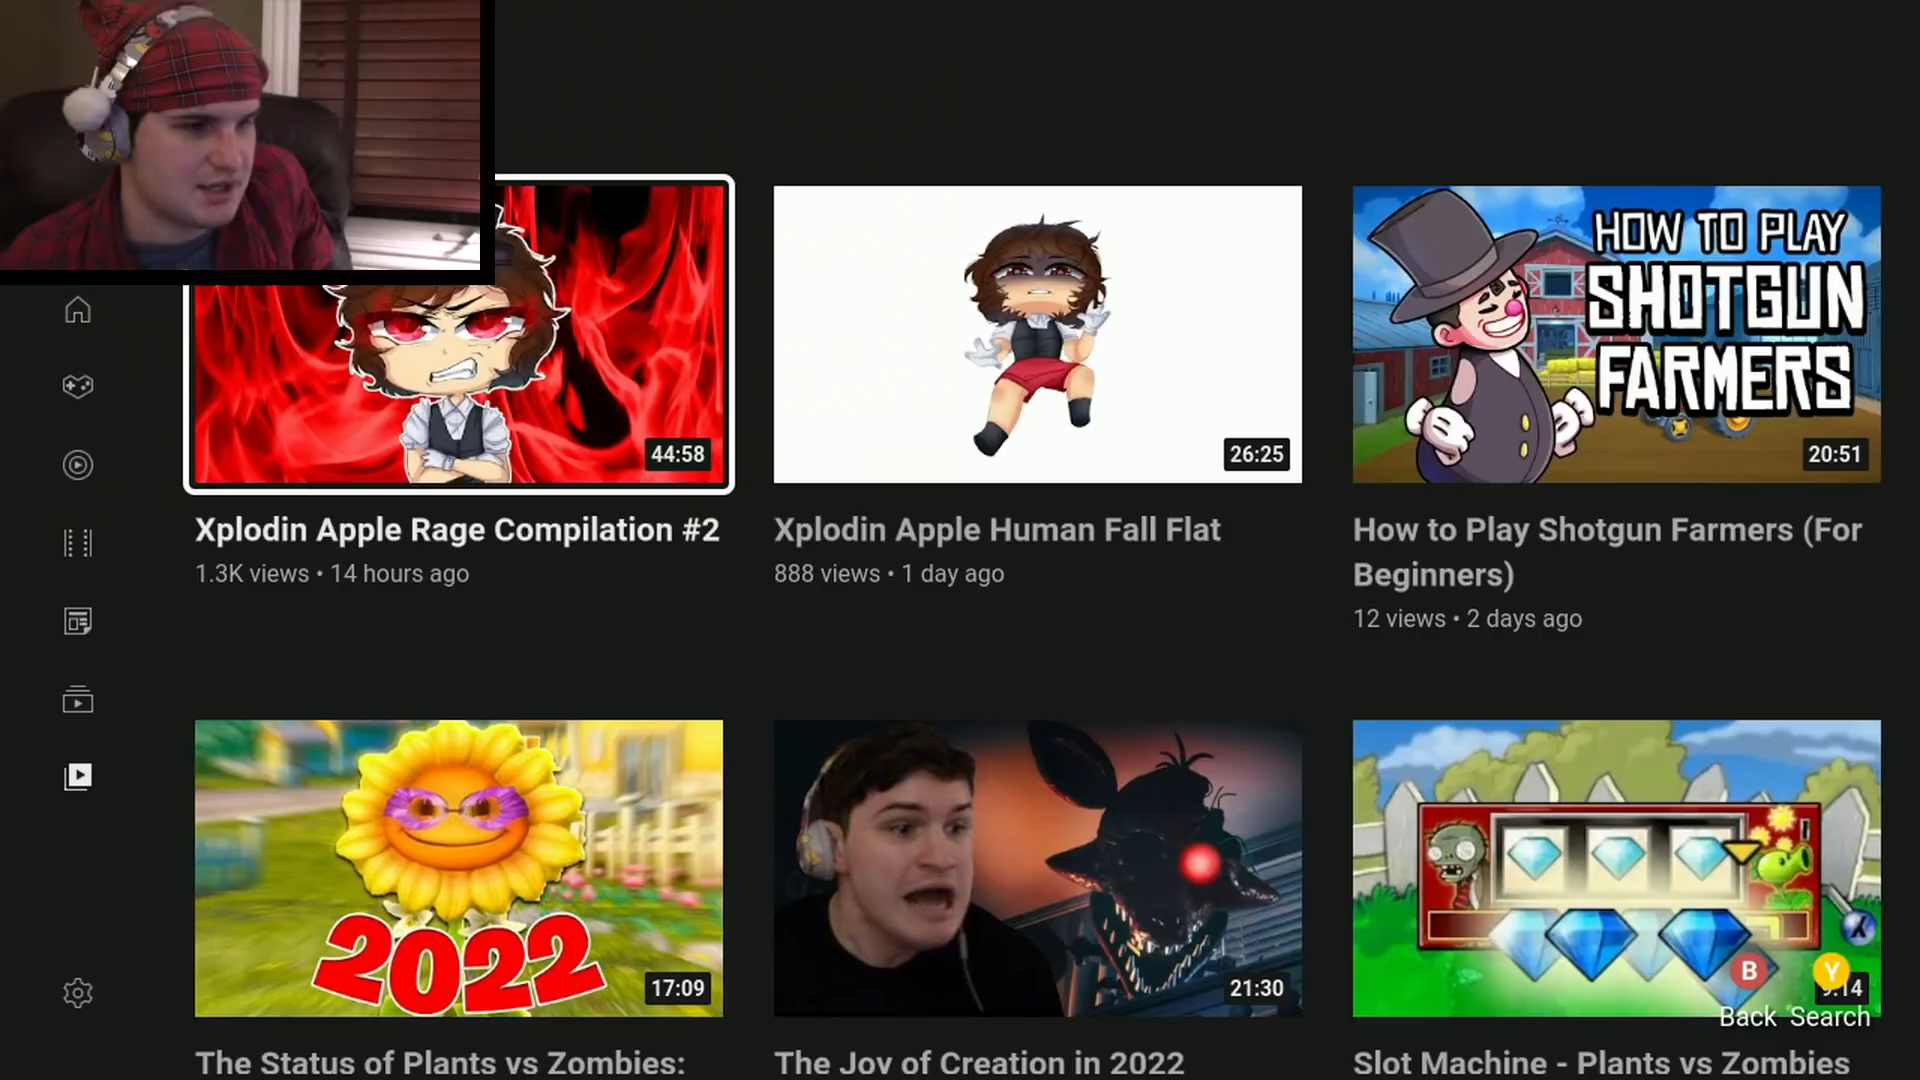 HOW TO PLAY
SHOTGUN
FARMERS
44:58
26:25
20:51
Xplodin Apple Rage Compilation #2
1.3K views • 14 hours ago
Xplodin Apple Human Fall Flat
888 views • 1 day ago
How to Play Shotgun Farmers (For
Beginners)
12 views • 2 days ago
2022
17:09
21:30
B
Y
:14
Back Search
The Status of Plants vs Zombies:
The Joy of Creation in 2022
Slot Machine - Plants vs Zombies